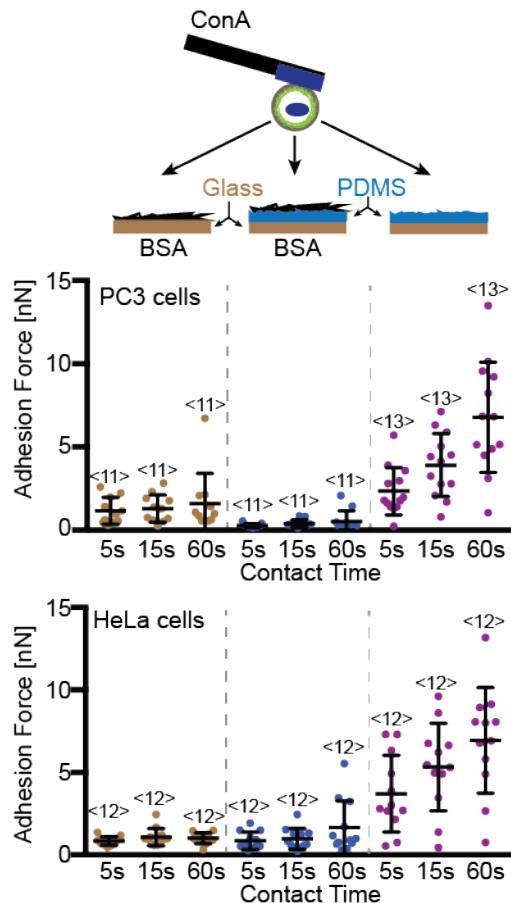 ConA
Glass PDMS
BSA BSA
15
PC3 cells
<13>
10
<11>
<13>
<13>
5
<11> <11>
<11> <11> <11>
0
5s 15s 60s 5s 15s 60s 5s 15s 60s
Adhesion Force [nN]
Contact Time
15
HeLa cells
<12>
<12>
10
<12>
<12>
5
<12> <12> <12> <12> <12>
0
5s 15s 60s 5s 15s 60s 5s 15s 60s
Adhesion Force [nN]
Contact Time